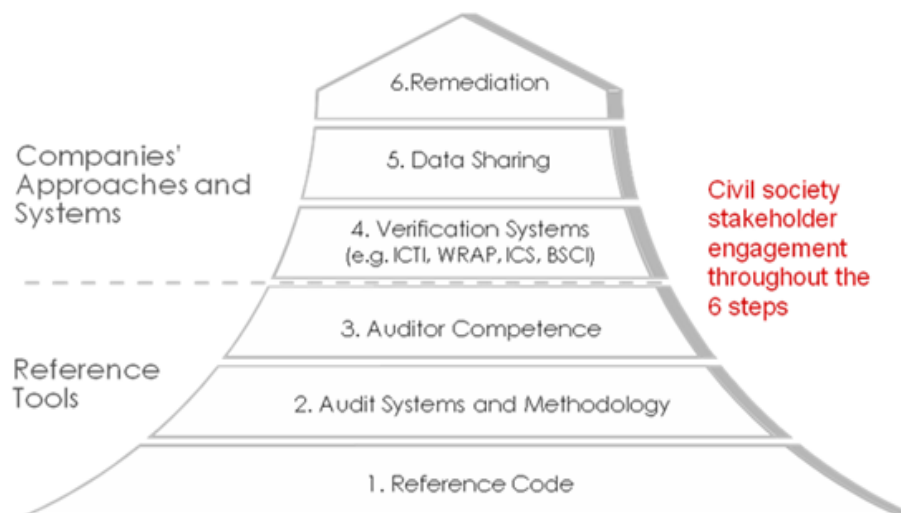 6.Remediation
5. Data Sharing
4. Verification Systems
(e.g. ICTI, WRAP, ICS, BSCI)
3. Auditor Competence
2. Audit Systems and Methodology
1. Reference Code
Companies'
Approaches and
Systems
Reference
Tools
Civil society
stakeholder
engagement
throughout the
6 steps